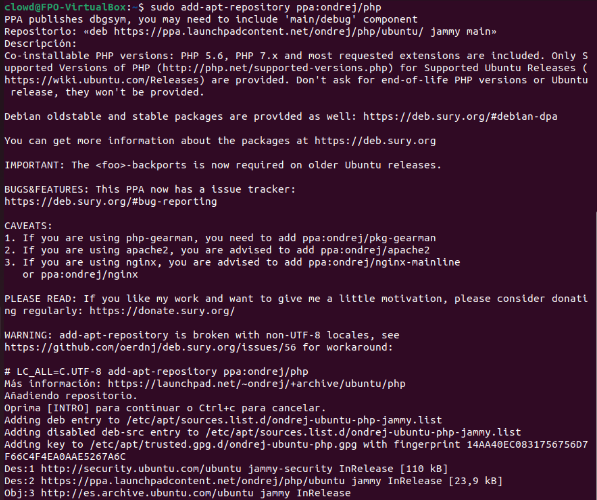 clowd@FPO-VirtualBox:~$ sudo add-apt-repository ppa:ondrej/php
PPA publishes dbgsym, you may need to include 'main/debug' component
Repositorio: «deb https://ppa.launchpadcontent.net/ondrej/php/ubuntu/ jammy main»
Descripción:
Co-installable PHP versions: PHP 5.6, PHP 7.x and most requested extensions are included. Only S
upported Versions of PHP (http://php.net/supported-versions.php) for Supported Ubuntu Releases (
https://wiki.ubuntu.com/Releases) are provided. Don't ask for end-of-life PHP versions or Ubuntu
 release, they won't be provided.

Debian oldstable and stable packages are provided as well: https://deb.sury.org/#debian-dpa

You can get more information about the packages at https://deb.sury.org

IMPORTANT: The <foo>-backports is now required on older Ubuntu releases.

BUGS&FEATURES: This PPA now has a issue tracker:
https://deb.sury.org/#bug-reporting

CAVEATS:
1. If you are using php-gearman, you need to add ppa:ondrej/pkg-gearman
2. If you are using apache2, you are advised to add ppa:ondrej/apache2
3. If you are using nginx, you are advised to add ppa:ondrej/nginx-mainline
   or ppa:ondrej/nginx

PLEASE READ: If you like my work and want to give me a little motivation, please consider donati
ng regularly: https://donate.sury.org/

WARNING: add-apt-repository is broken with non-UTF-8 locales, see
https://github.com/oerdnj/deb.sury.org/issues/56 for workaround:

# LC_ALL=C.UTF-8 add-apt-repository ppa:ondrej/php
Más información: https://launchpad.net/~ondrej/+archive/ubuntu/php
Añadiendo repositorio.
Oprima [INTRO] para continuar o Ctrl+c para cancelar.
Adding deb entry to /etc/apt/sources.list.d/ondrej-ubuntu-php-jammy.list
Adding disabled deb-src entry to /etc/apt/sources.list.d/ondrej-ubuntu-php-jammy.list
Adding key to /etc/apt/trusted.gpg.d/ondrej-ubuntu-php.gpg with fingerprint 14AA40EC0831756756D7
F66C4F4EA0AAE5267A6C
Des:1 http://security.ubuntu.com/ubuntu jammy-security InRelease [110 kB]
Des:2 https://ppa.launchpadcontent.net/ondrej/php/ubuntu jammy InRelease [23,9 kB]
Obj:3 http://es.archive.ubuntu.com/ubuntu jammy InRelease